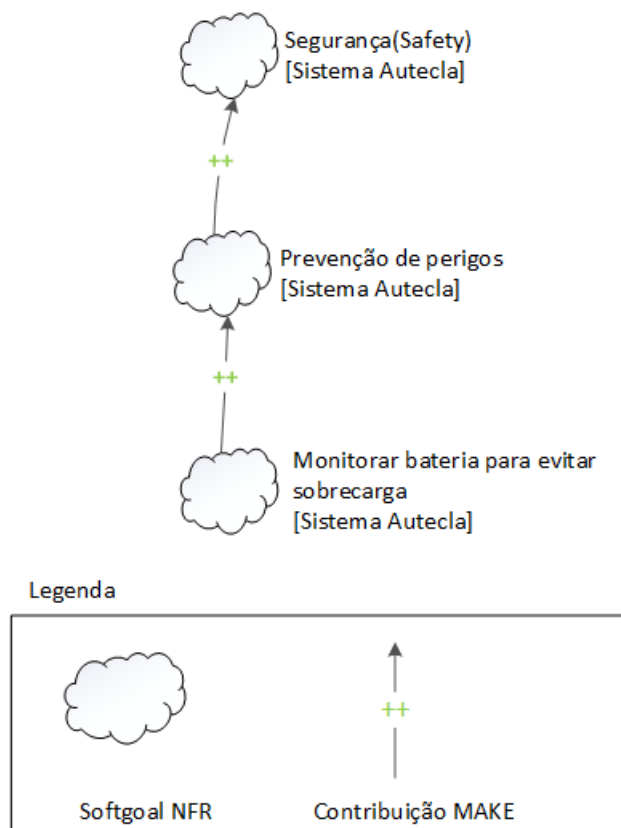 Segurança(Safety)
[Sistema Autecla]
++
Prevenção de perigos
[Sistema Autecla]
++
Monitorar bateria para evitar
sobrecarga
[Sistema Autecla]
Legenda
++
Softgoal NFR
Contribuição MAKE